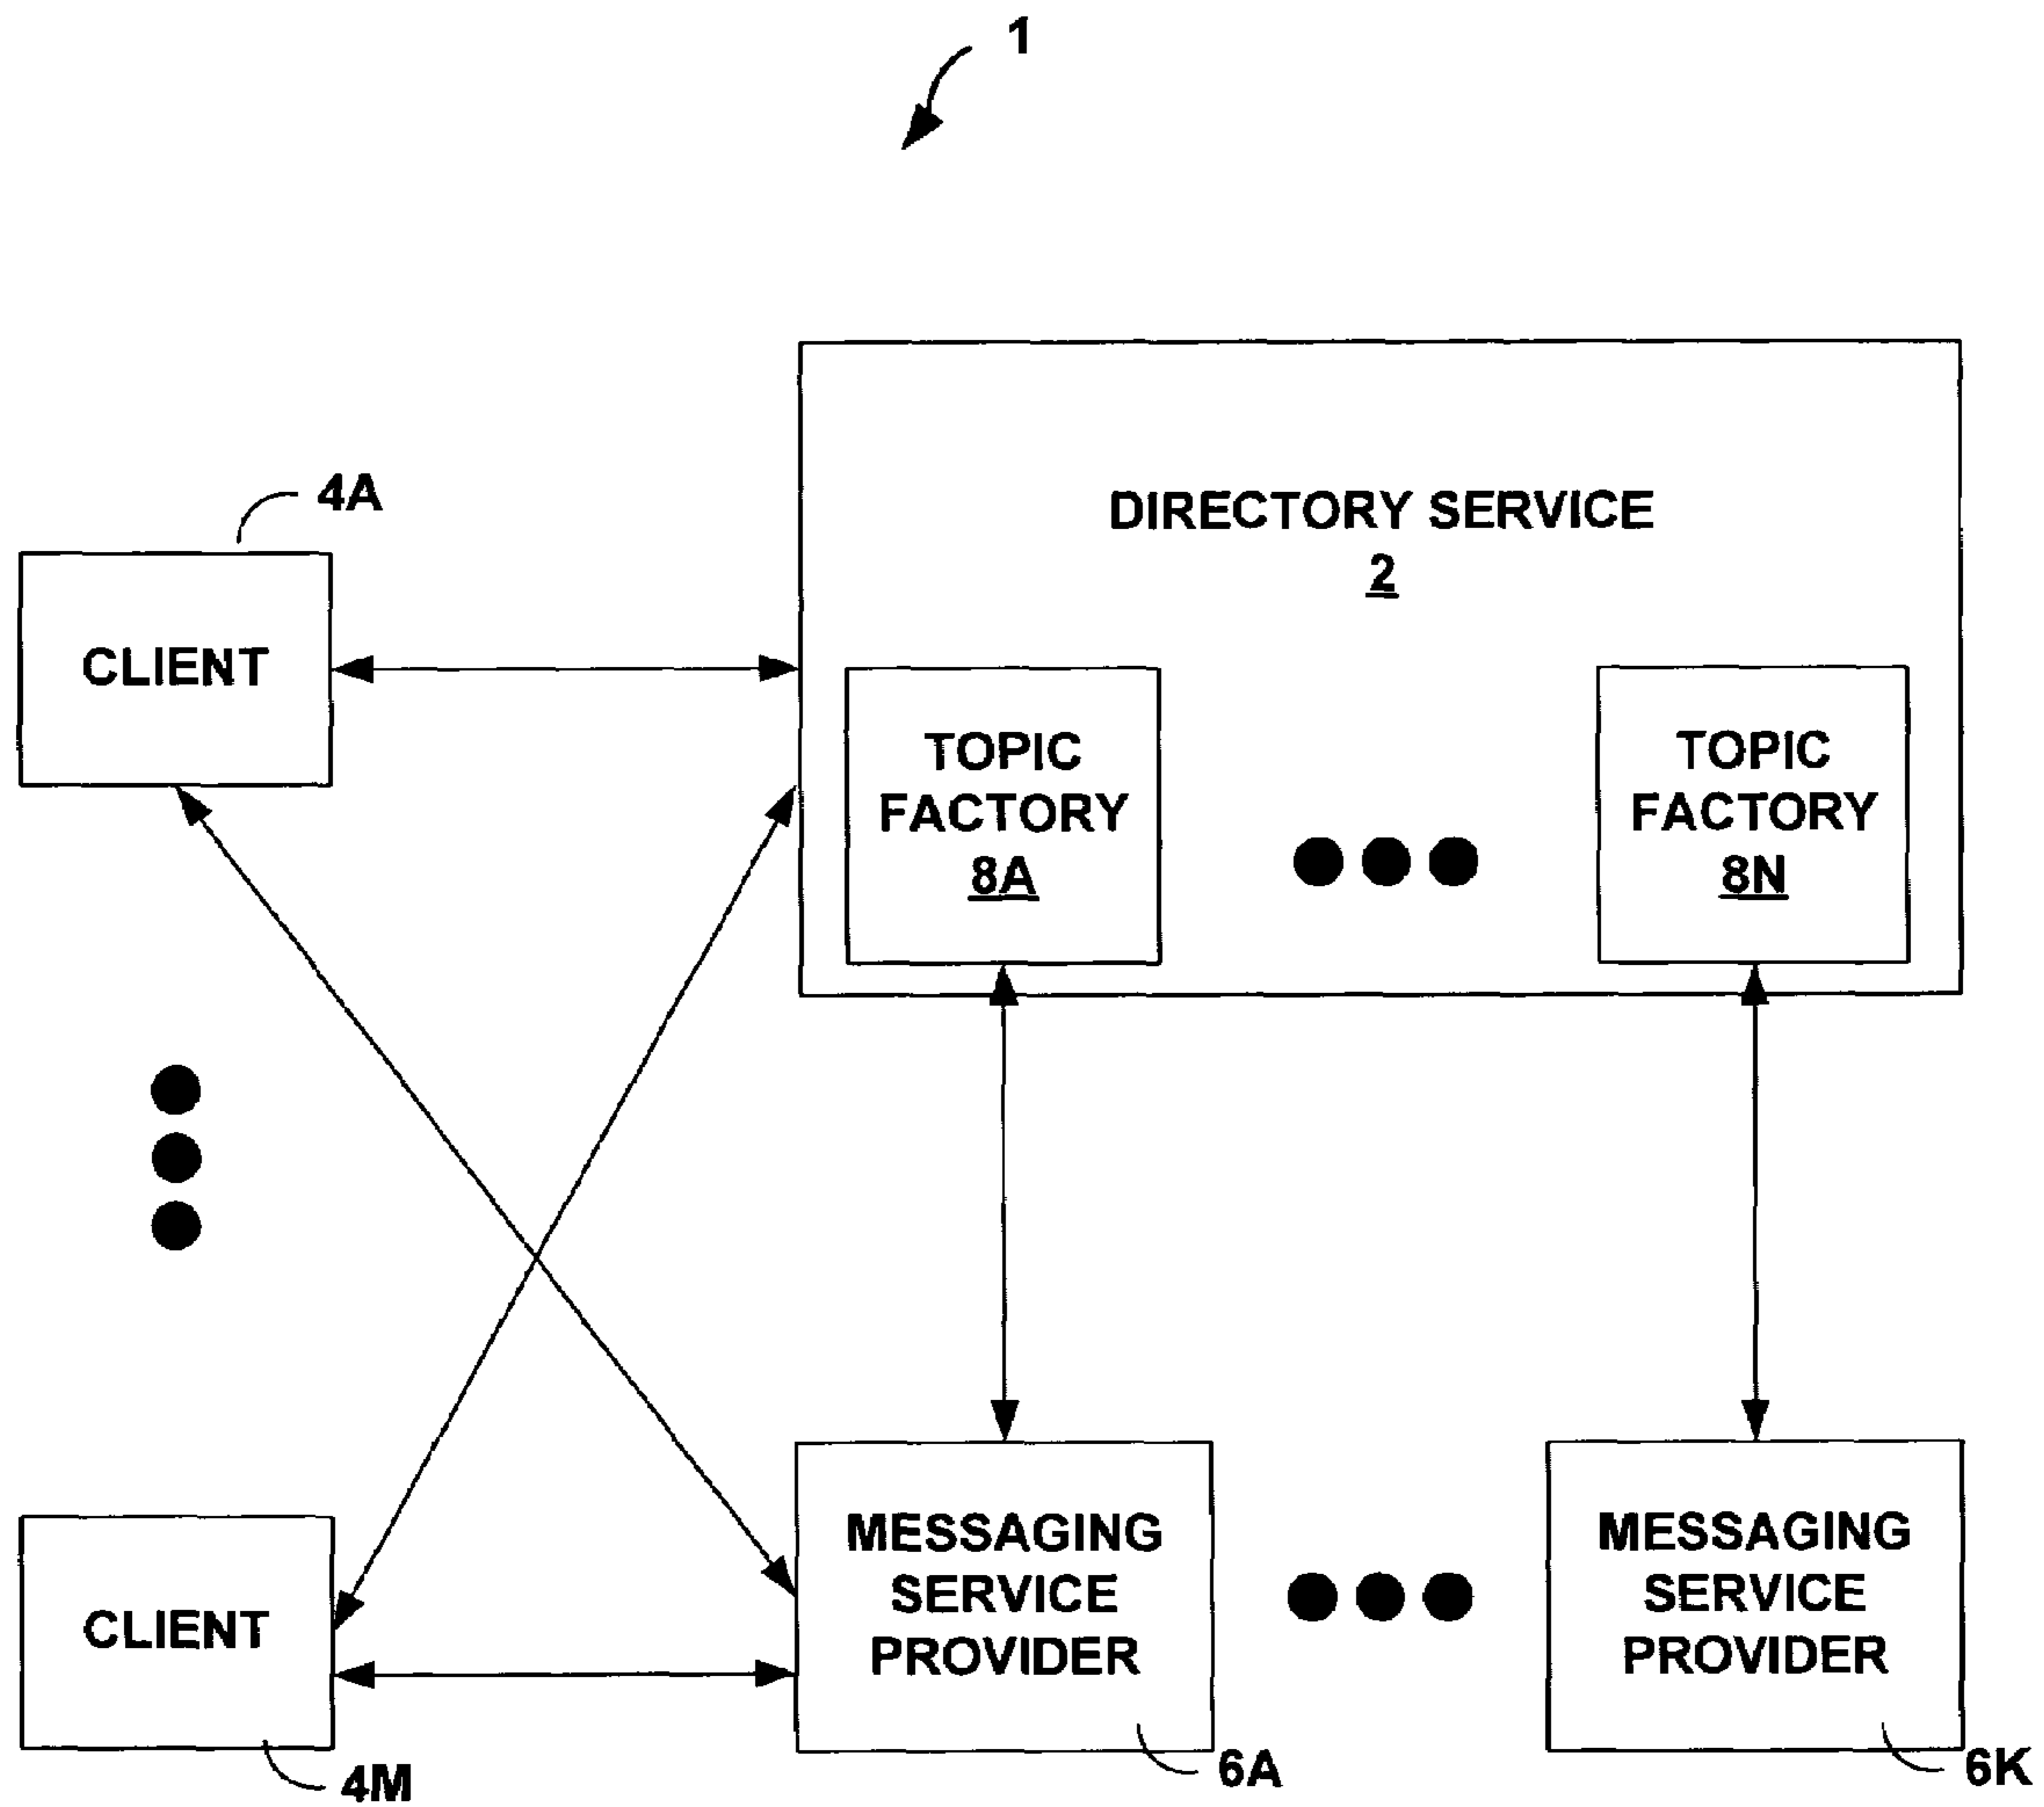 1
4A
DIRECTORY SERVICE
2
CLIENT
TOPIC
FACTORY
8A
TOPIC
FACTORY
8N
MESSAGING
SERVICE
PROVIDER
MESSAGING
SERVICE
PROVIDER
CLIENT
4M
6A
6K